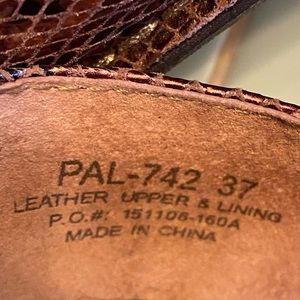 PAL-742 37
LEATHER UPPER & LINING
P.O.#: 151106-160A
MADE IN CHINA